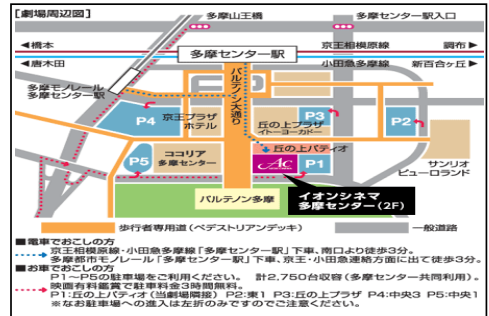 [劇場周辺図]
多摩山王橋
多摩センター駅入口
◀橋本
京王相模原線
調布▶
多摩センター駅
◀唐木田
小田急多摩線
新百合ヶ丘▶
多摩モノレール
多摩センター駅
パルテノン大通り
P4
京王プラザ
ホテル
P3
丘の上プラザ
イトーヨーカドー
P2
丘の上パティオ
P5
ココリア
多摩センター
Ac
P1
サンリオ
ピューロランド
パルテノン多摩
イオンシネマ
多摩センター(2F)
歩行者専用道(ペデストリアンデッキ)
一般道路
■電車でおこしの方
京王相模原線・小田急多摩線「多摩センター駅」下車、南口より徒歩3分。
多摩都市モノレール「多摩センター駅」下車、京王・小田急連絡方面に出て徒歩3分。
■お車でおこしの方
P1~P5の駐車場をご利用ください。 計2,750台収容(多摩センター共同利用)。
映画有料鑑賞で駐車料金3時間無料。
P1:丘の上パティオ(当劇場隣接) P2:東1 P3:丘の上プラザ P4:中央3 P5:中央1
※なお駐車場への進入は左折のみですのでご注意ください。